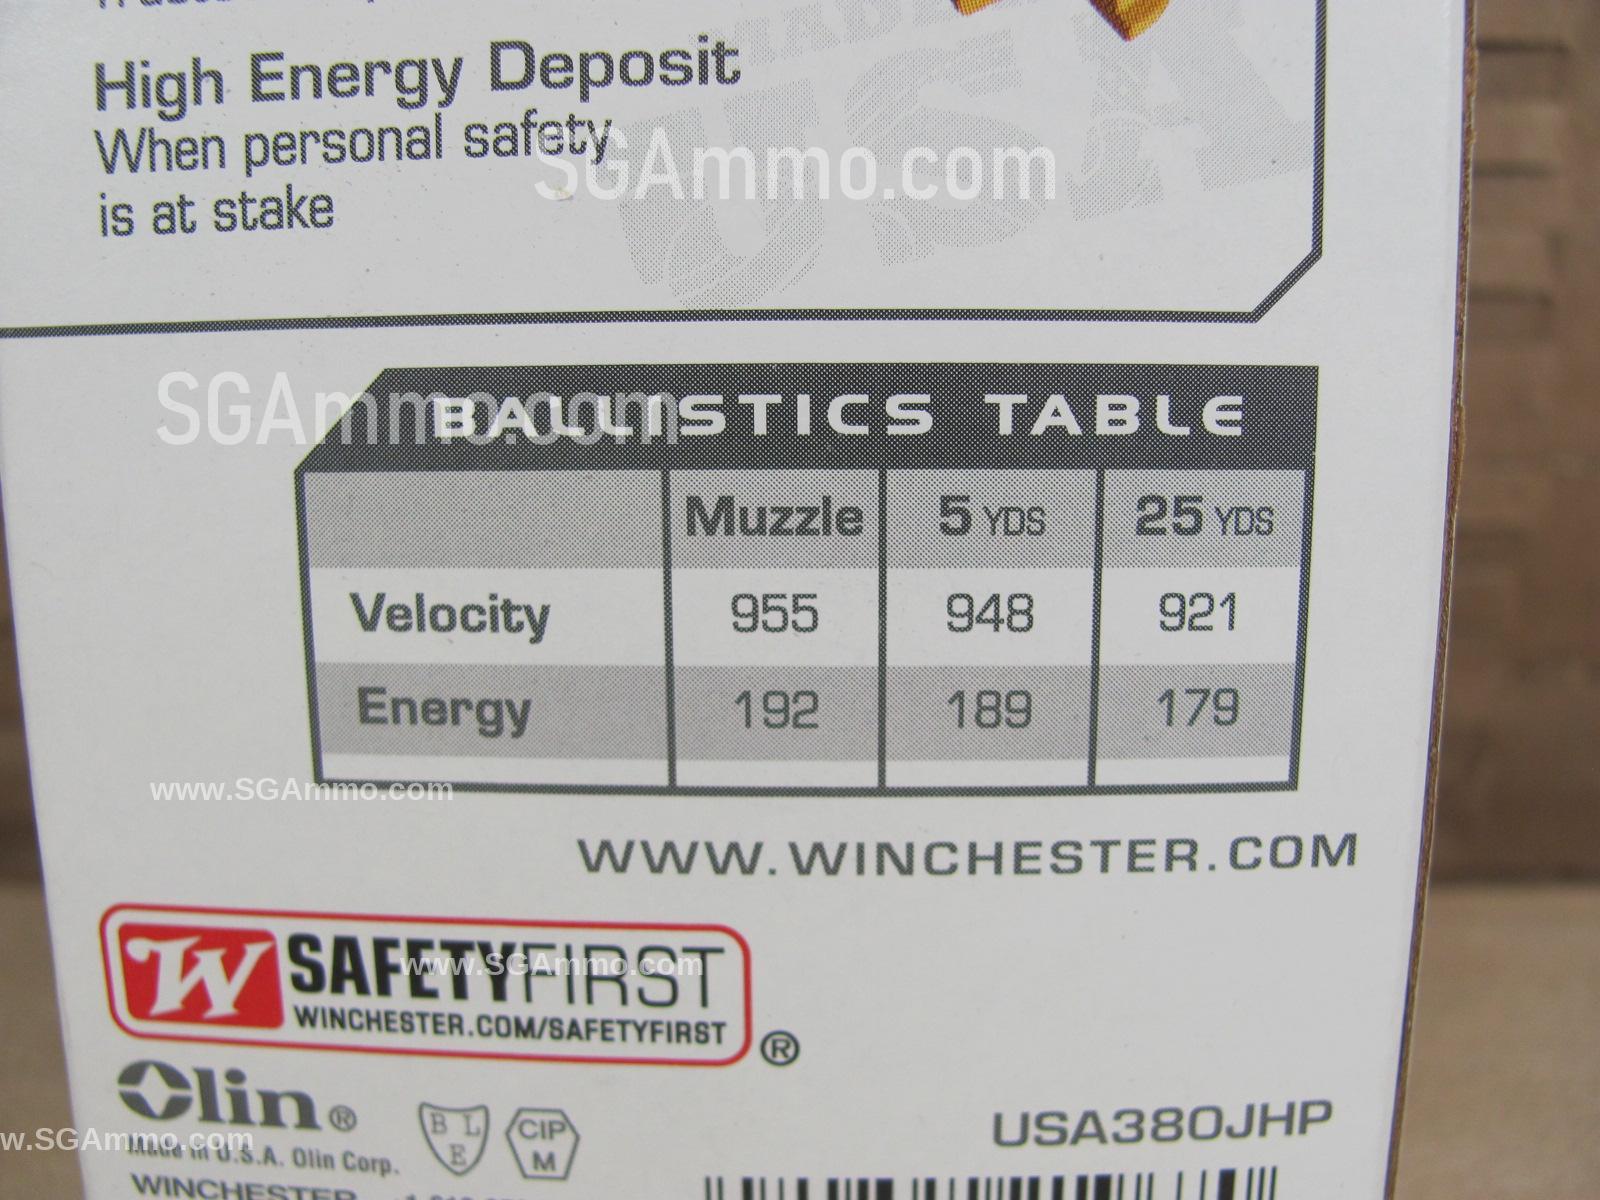 High Energy Deposit
When personal safety
is at stake
SGAmmo.com
SGAmmo.com
BALLISTICS TABLE
Muzzle 5 YDS 25 YDS
Velocity 955 948 921
Energy 192 189 179
www.SGAmmo.com
WWW.WINCHESTER.COM
W SAFETYFIRST
www.SGAmmo.com
WINCHESTER.COM/SAFETYFIRST
®
Olin®
BLE
CIP
M
USA380JHP
w.SGAmmo.com
Made in U.S.A. Olin Corp.
WINCHESTER